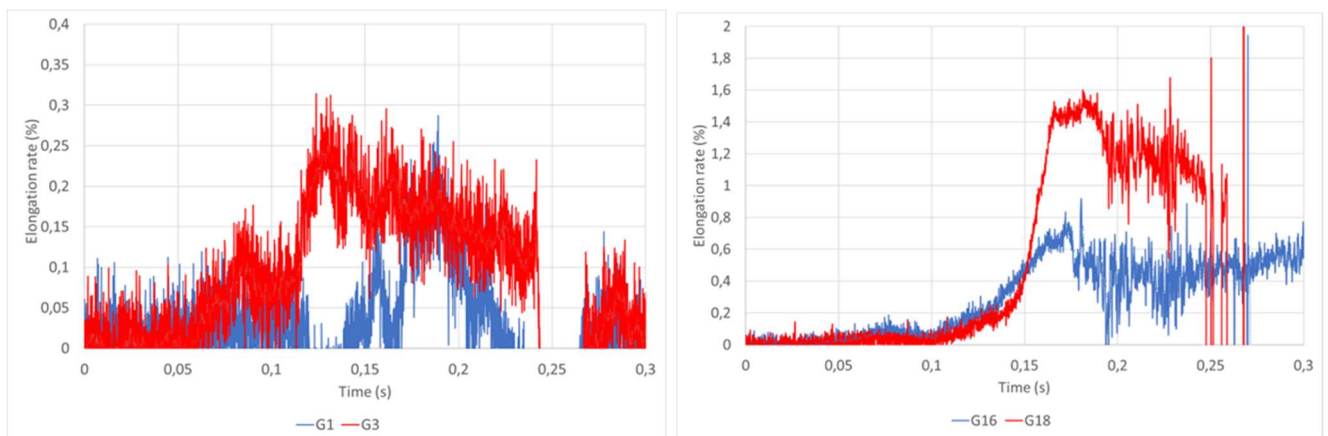 0,4
0,35
0,3
0,25
0,2
0,15
0,1
0,05
0
Elongation rate (%)
0 0,05 0,1 0,15 0,2 0,25 0,3
Time (s)
G1 G3
2
1,8
1,6
1,4
1,2
1
0,8
0,6
0,4
0,2
0
Elongation rate (%)
0 0,05 0,1 0,15 0,2 0,25 0,3
Time (s)
G16 G18